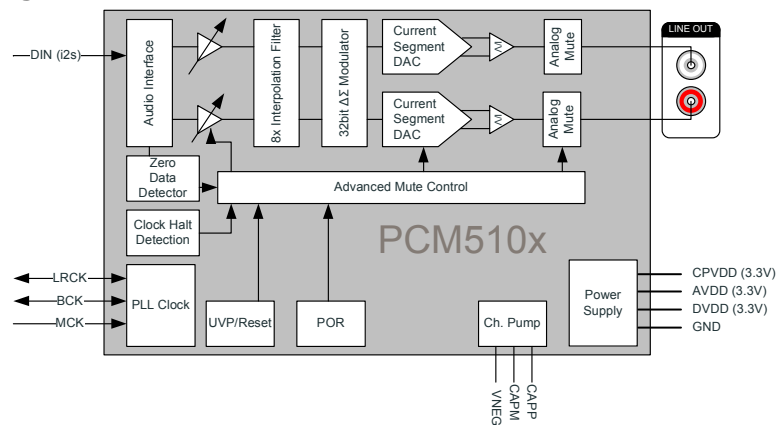 LINE OUT
DIN (i2s)
Audio Interface
8x Interpolation Filter
32bit ΔΣ Modulator
Current
Segment
DAC
Analog
Mute
Current
Segment
DAC
Analog
Mute
Zero
Data
Detector
Advanced Mute Control
Clock Halt
Detection
PCM510x
LRCK
BCK
MCK
PLL Clock
UVP/Reset
POR
Ch. Pump
Power
Supply
CPVDD (3.3V)
AVDD (3.3V)
DVDD (3.3V)
GND
VNEG
CAPM
CAPP